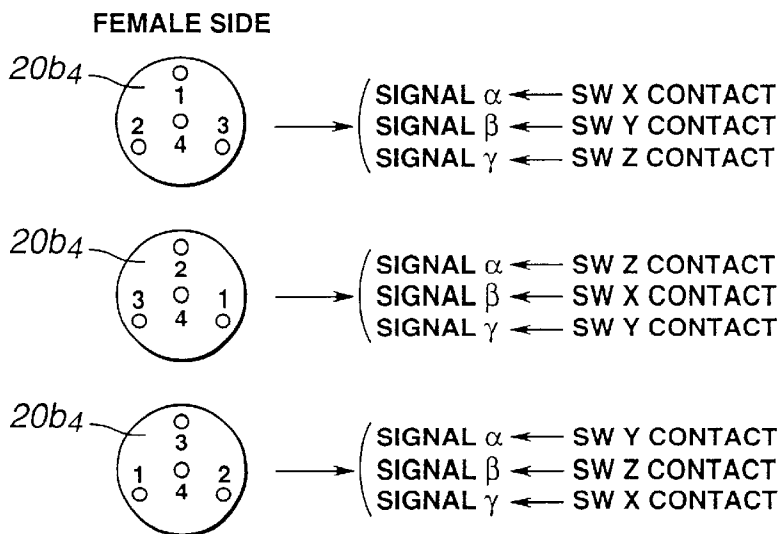 FEMALE SIDE
20b4
1
2 3
4
SIGNAL α ← SW X CONTACT
SIGNAL β ← SW Y CONTACT
SIGNAL γ ← SW Z CONTACT
20b4
2
3 1
4
SIGNAL α ← SW Z CONTACT
SIGNAL β ← SW X CONTACT
SIGNAL γ ← SW Y CONTACT
20b4
3
1 2
4
SIGNAL α ← SW Y CONTACT
SIGNAL β ← SW Z CONTACT
SIGNAL γ ← SW X CONTACT